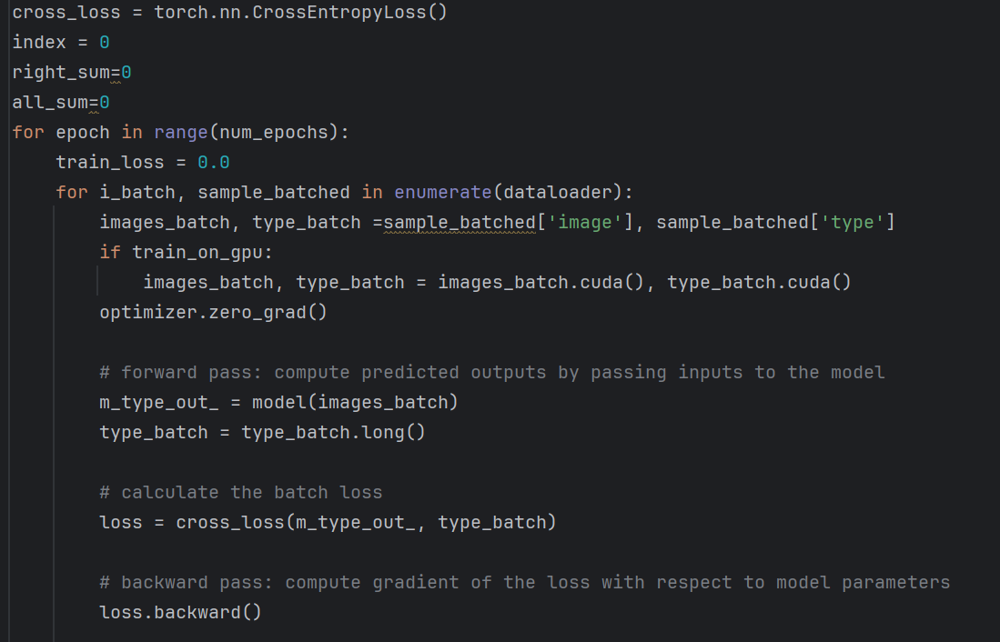 cross_loss = torch.nn.CrossEntropyLoss()
index = 0
right_sum=0
all_sum=0
for epoch in range(num_epochs):
    train_loss = 0.0
    for i_batch, sample_batched in enumerate(dataloader):
        images_batch, type_batch =sample_batched['image'], sample_batched['type']
        if train_on_gpu:
            images_batch, type_batch = images_batch.cuda(), type_batch.cuda()
        optimizer.zero_grad()

        # forward pass: compute predicted outputs by passing inputs to the model
        m_type_out_ = model(images_batch)
        type_batch = type_batch.long()

        # calculate the batch loss
        loss = cross_loss(m_type_out_, type_batch)

        # backward pass: compute gradient of the loss with respect to model parameters
        loss.backward()